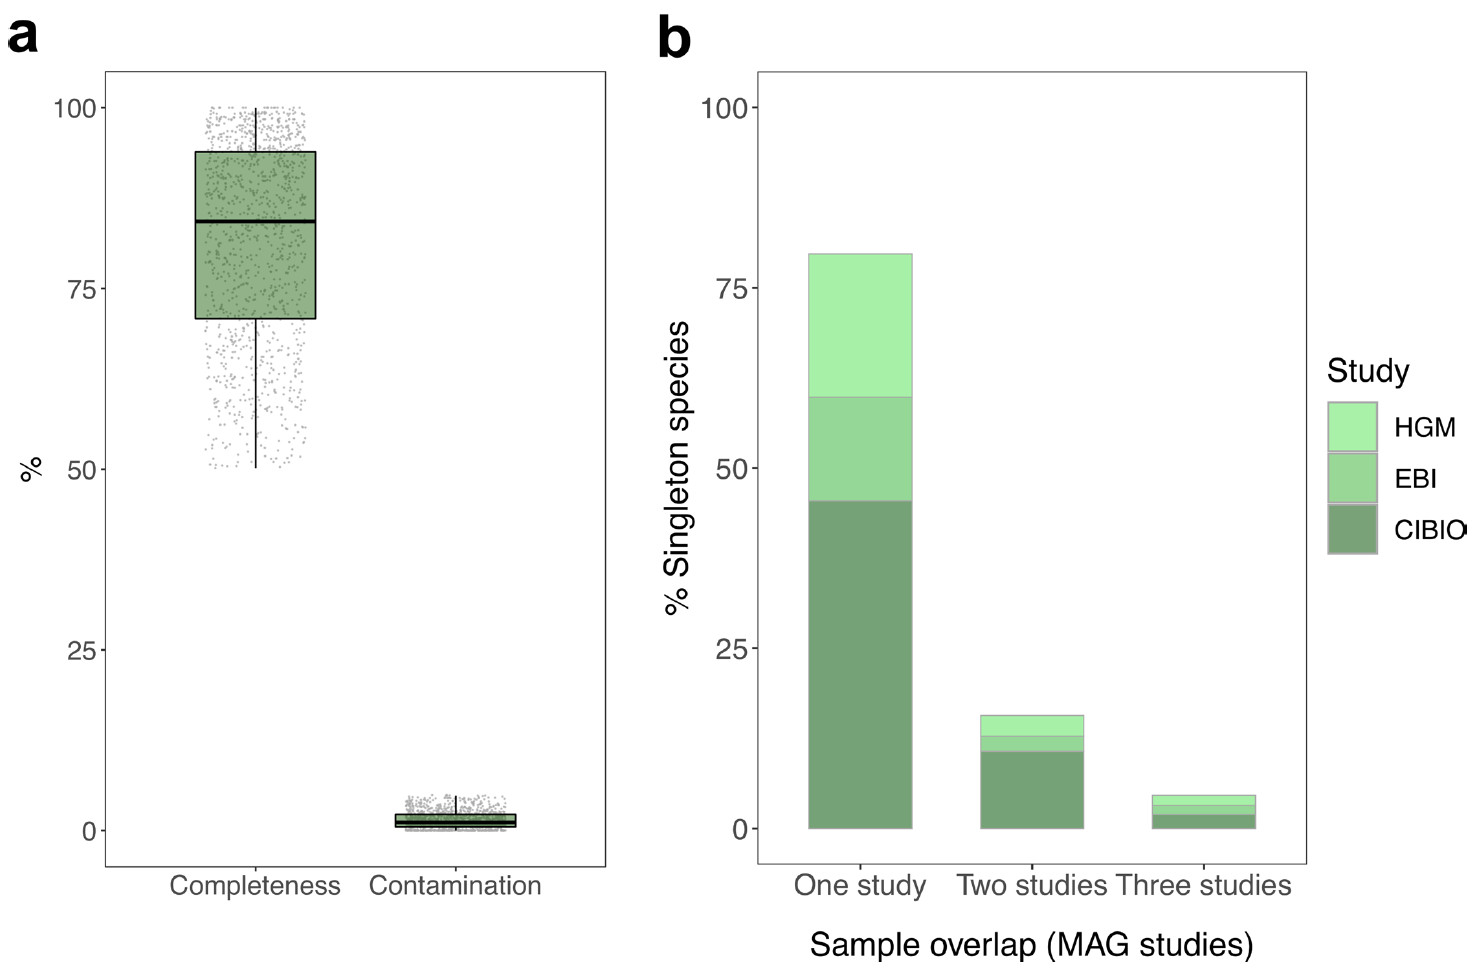 a
100
75
50
25
0
%
Completeness Contamination
b
100
75
50
25
0
% Singleton species
One study Two studies Three studies
Sample overlap (MAG studies)
Study
HGM
EBI
CIBIO